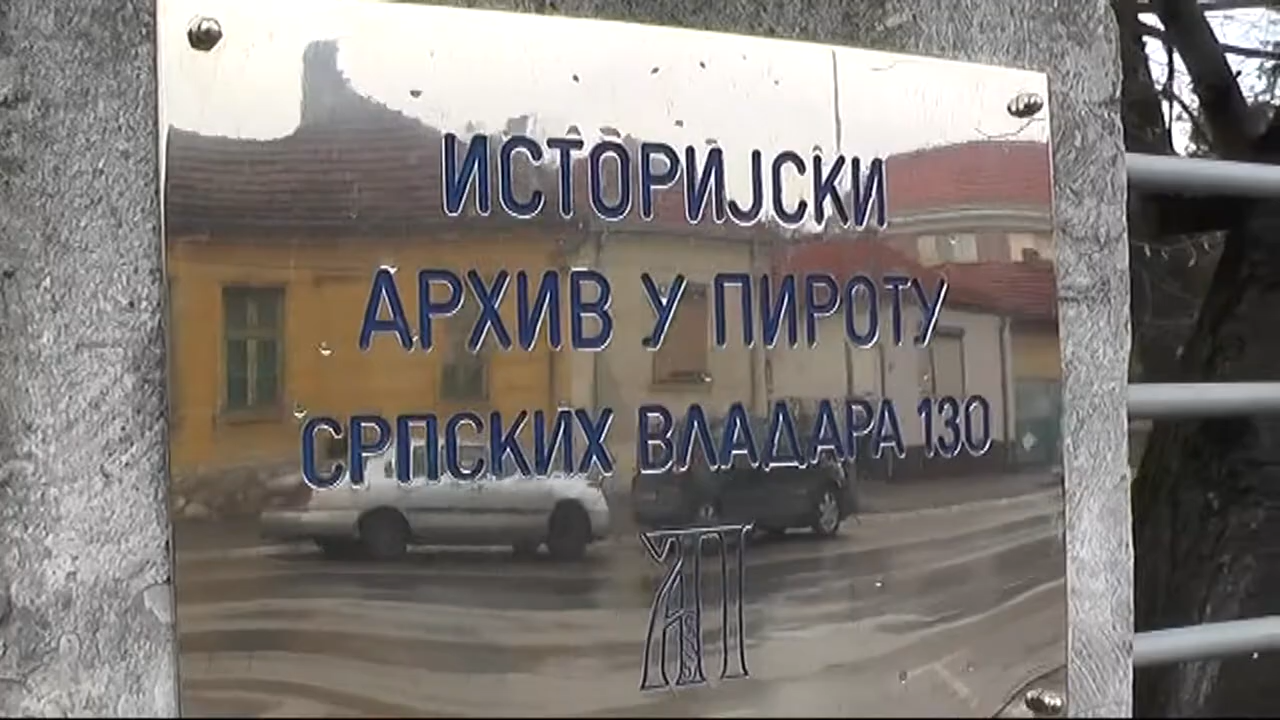 ИСТОРИЈСКИ
АРХИВ У ПИРОТУ
СРПСКИХ ВЛАДАРА 130